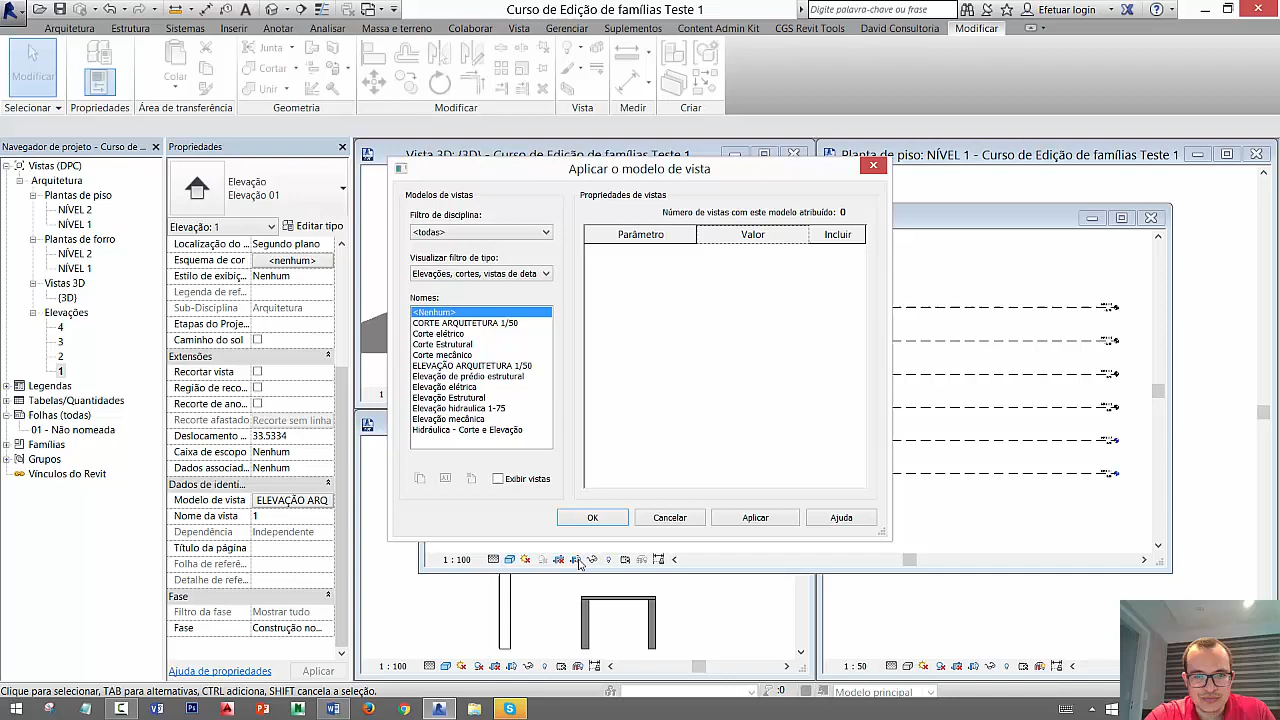 Curso de Edição de famílias Teste 1
Digite palavra-chave ou frase
Efetuar login
Arquitetura Estrutura Sistemas Inserir Anotar Analisar Massa e terreno Colaborar Vista Gerenciar Suplementos Content Admin Kit CGS Revit Tools David Consultoria Modificar
Modificar
Colar
Junta
Cortar
Unir
Selecionar Propriedades Área de transferência Geometria Modificar Vista Medir Criar
Navegador de projeto - Curso de ...
Vistas (DPC)
Arquitetura
Plantas de piso
NÍVEL 2
NÍVEL 1
Plantas de forro
NÍVEL 2
NÍVEL 1
Vistas 3D
{3D}
Elevações
4
3
2
1
Legendas
Tabelas/Quantidades
Folhas (todas)
01 - Não nomeada
Famílias
Grupos
Vínculos do Revit
Propriedades
Elevação
Elevação 01
Elevação: 1
Editar tipo
Localização do ... Segundo plano
Esquema de cor <nenhum>
Estilo de exibiç... Nenhum
Legenda de ref...
Sub-Disciplina Arquitetura
Etapas do Proje...
Caminho do sol
Extensões
Recortar vista
Região de reco...
Recorte de ano...
Recorte afastado Recorte sem linha
Deslocamento ... 33.5334
Caixa de escopo Nenhum
Dados associad... Nenhum
Dados de identi...
Modelo de vista ELEVAÇÃO ARQ
Nome da vista 1
Dependência Independente
Título da página
Folha de referê...
Detalhe de refe...
Fase
Filtro da fase Mostrar tudo
Fase Construção no...
Ajuda de propriedades Aplicar
Vista 3D: {3D} - Curso de Edição de famílias Teste 1
Planta de piso: NÍVEL 1 - Curso de Edição de famílias Teste 1
Aplicar o modelo de vista
Modelos de vistas
Filtro de disciplina:
<todas>
Visualizar filtro de tipo:
Elevações, cortes, vistas de deta
Nomes:
<Nenhum>
CORTE ARQUITETURA 1/50
Corte elétrico
Corte Estrutural
Corte mecânico
ELEVAÇÃO ARQUITETURA 1/50
Elevação de prédio estrutural
Elevação elétrica
Elevação Estrutural
Elevação hidraulica 1-75
Elevação mecânica
Hidráulica - Corte e Elevação
Exibir vistas
Propriedades de vistas
Número de vistas com este modelo atribuído: 0
Parâmetro Valor Incluir
OK Cancelar Aplicar Ajuda
1
1 : 100
1 : 100
1 : 50
Clique para selecionar, TAB para alternativas, CTRL adiciona, SHIFT cancela a seleção.
:0
Modelo principal